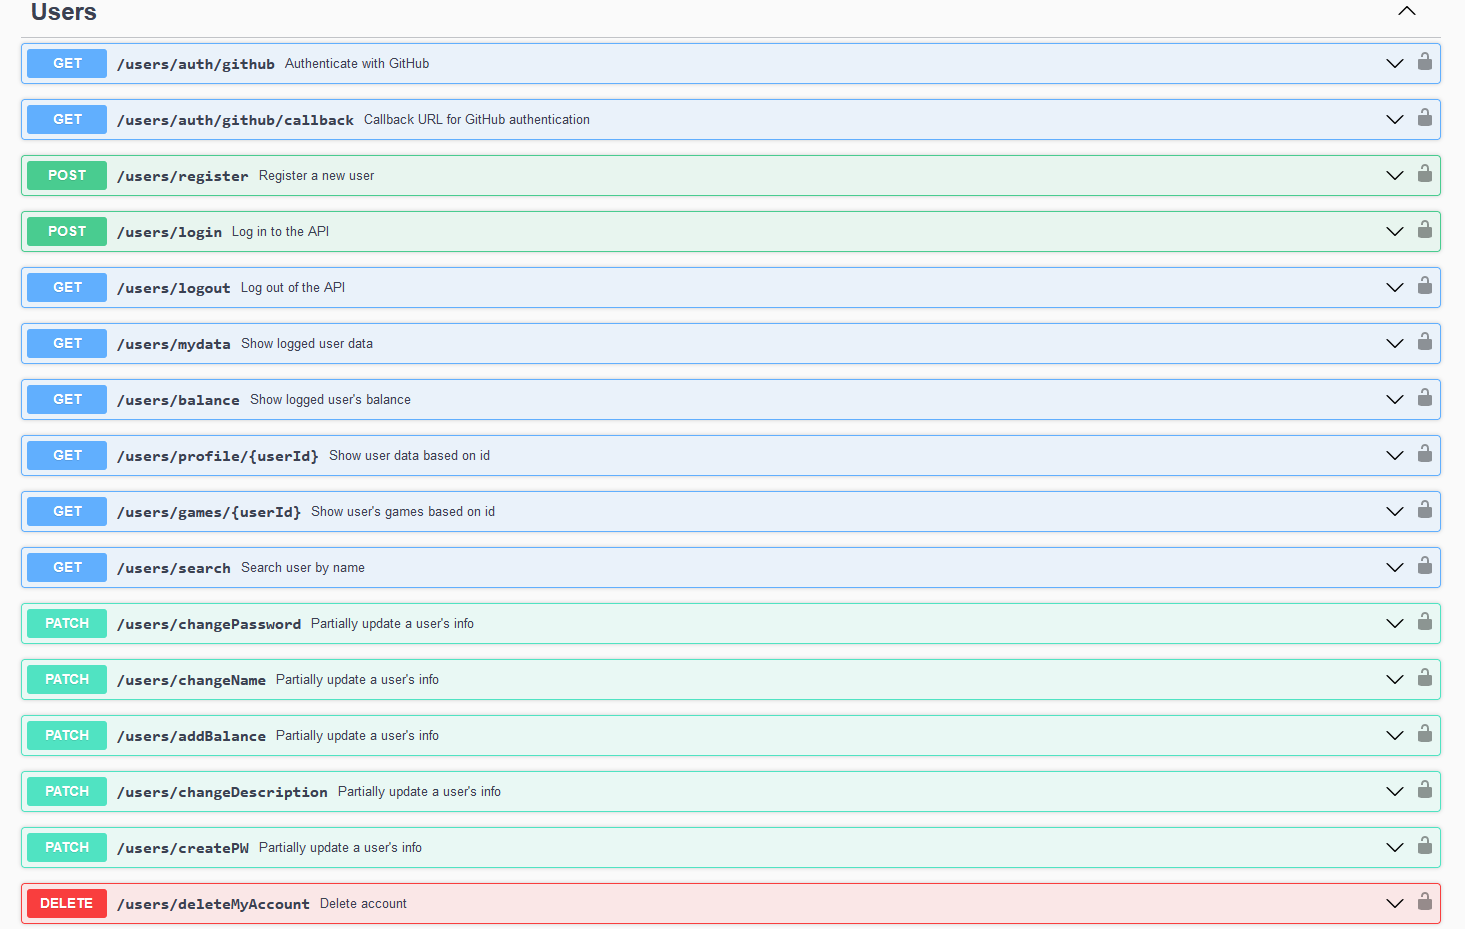 Users
GET /users/auth/github Authenticate with GitHub
GET /users/auth/github/callback Callback URL for GitHub authentication
POST /users/register Register a new user
POST /users/login Log in to the API
GET /users/logout Log out of the API
GET /users/mydata Show logged user data
GET /users/balance Show logged user's balance
GET /users/profile/{userId} Show user data based on id
GET /users/games/{userId} Show user's games based on id
GET /users/search Search user by name
PATCH /users/changePassword Partially update a user's info
PATCH /users/changeName Partially update a user's info
PATCH /users/addBalance Partially update a user's info
PATCH /users/changeDescription Partially update a user's info
PATCH /users/createPW Partially update a user's info
DELETE /users/deleteMyAccount Delete account